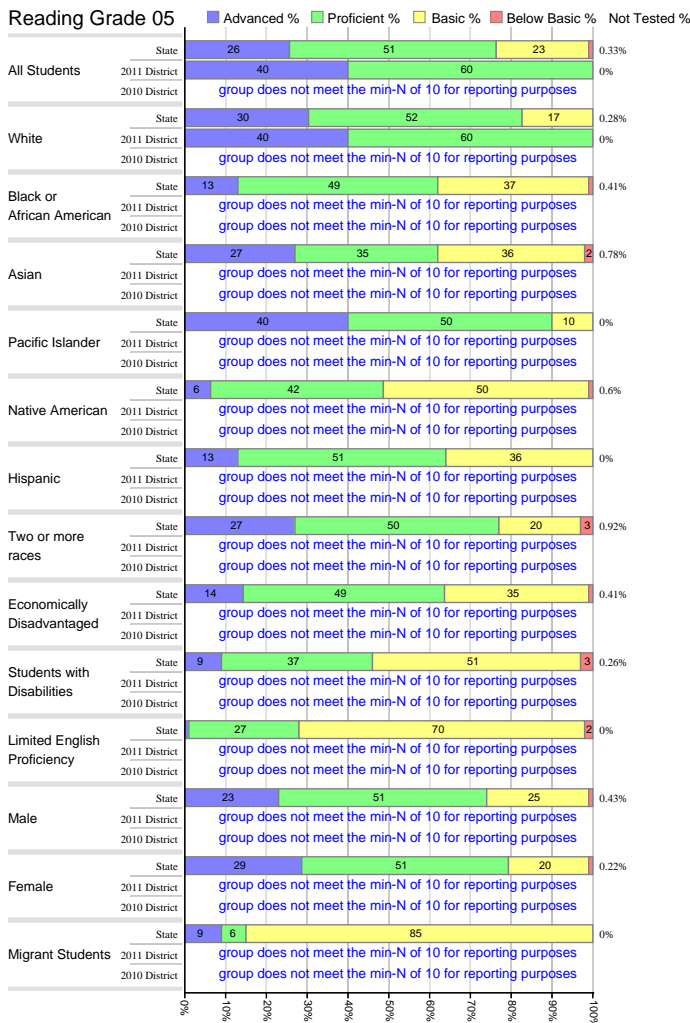 Reading Grade 05 Advanced % Proficient % Basic % Below Basic % Not Tested %
All Students
State 26 51 23 0.33%
2011 District 40 60 0%
2010 District group does not meet the min-N of 10 for reporting purposes
White
State 30 52 17 0.28%
2011 District 40 60 0%
2010 District group does not meet the min-N of 10 for reporting purposes
Black or
African American
State 13 49 37 0.41%
2011 District group does not meet the min-N of 10 for reporting purposes
2010 District group does not meet the min-N of 10 for reporting purposes
Asian
State 27 35 36 2 0.78%
2011 District group does not meet the min-N of 10 for reporting purposes
2010 District group does not meet the min-N of 10 for reporting purposes
Pacific Islander
State 40 50 10 0%
2011 District group does not meet the min-N of 10 for reporting purposes
2010 District group does not meet the min-N of 10 for reporting purposes
Native American
State 6 42 50 0.6%
2011 District group does not meet the min-N of 10 for reporting purposes
2010 District group does not meet the min-N of 10 for reporting purposes
Hispanic
State 13 51 36 0%
2011 District group does not meet the min-N of 10 for reporting purposes
2010 District group does not meet the min-N of 10 for reporting purposes
Two or more
races
State 27 50 20 3 0.92%
2011 District group does not meet the min-N of 10 for reporting purposes
2010 District group does not meet the min-N of 10 for reporting purposes
Economically
Disadvantaged
State 14 49 35 0.41%
2011 District group does not meet the min-N of 10 for reporting purposes
2010 District group does not meet the min-N of 10 for reporting purposes
Students with
Disabilities
State 9 37 51 3 0.26%
2011 District group does not meet the min-N of 10 for reporting purposes
2010 District group does not meet the min-N of 10 for reporting purposes
Limited English
Proficiency
State 27 70 2 0%
2011 District group does not meet the min-N of 10 for reporting purposes
2010 District group does not meet the min-N of 10 for reporting purposes
Male
State 23 51 25 0.43%
2011 District group does not meet the min-N of 10 for reporting purposes
2010 District group does not meet the min-N of 10 for reporting purposes
Female
State 29 51 20 0.22%
2011 District group does not meet the min-N of 10 for reporting purposes
2010 District group does not meet the min-N of 10 for reporting purposes
Migrant Students
State 9 6 85 0%
2011 District group does not meet the min-N of 10 for reporting purposes
2010 District group does not meet the min-N of 10 for reporting purposes
0% 10% 20% 30% 40% 50% 60% 70% 80% 90% 100%